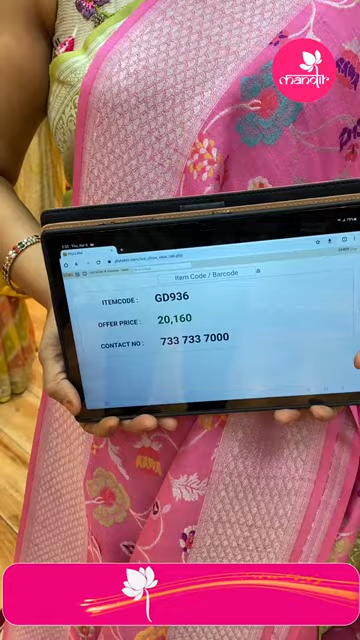 mandir
Item Code / Barcode
ITEMCODE : GD936
OFFER PRICE : 20,160
CONTACT NO : 733 733 7000